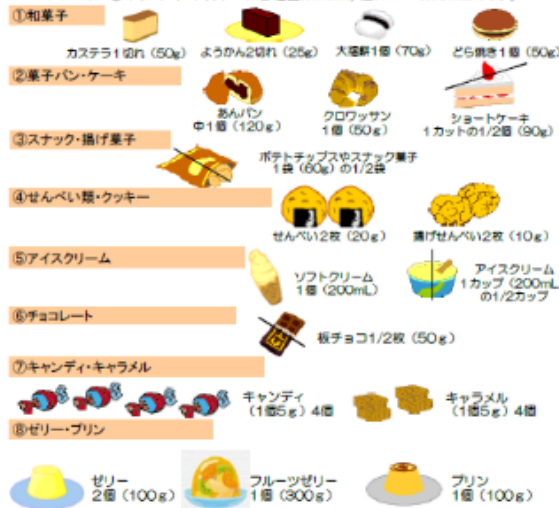 ①和菓子
カステラ1切れ(50g)
ようかん2切れ(25g)
大福餅1個(70g)
どら焼き1個(50g)
②菓子パン・ケーキ
あんパン
中1個(120g)
クロワッサン
1個(50g)
ショートケーキ
1カットの1/2個(90g)
③スナック・揚げ菓子
ポテトチップスやスナック菓子
1袋(60g)の1/2袋
④せんべい類・クッキー
せんべい2枚(20g)
揚げせんべい2枚(10g)
⑤アイスクリーム
ソフトクリーム
1個(200mL)
アイスクリーム
1カップ(200mL
の1/2カップ
⑥チョコレート
板チョコ1/2枚(50g)
⑦キャンディ・キャラメル
キャンディ
(1個5g)4個
キャラメル
(1個5g)4個
⑧ゼリー・プリン
ゼリー
2個(100g)
フルーツゼリー
1個(300g)
プリン
1個(100g)